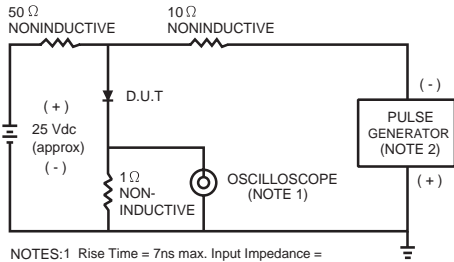 50 Ω
NONINDUCTIVE
10 Ω
NONINDUCTIVE
D.U.T
(+)
25 Vdc
(approx)
(-)
1 Ω
NON-
INDUCTIVE
OSCILLOSCOPE
(NOTE 1)
(-)
PULSE
GENERATOR
(NOTE 2)
(+)
NOTES:1 Rise Time = 7ns max. Input Impedance =